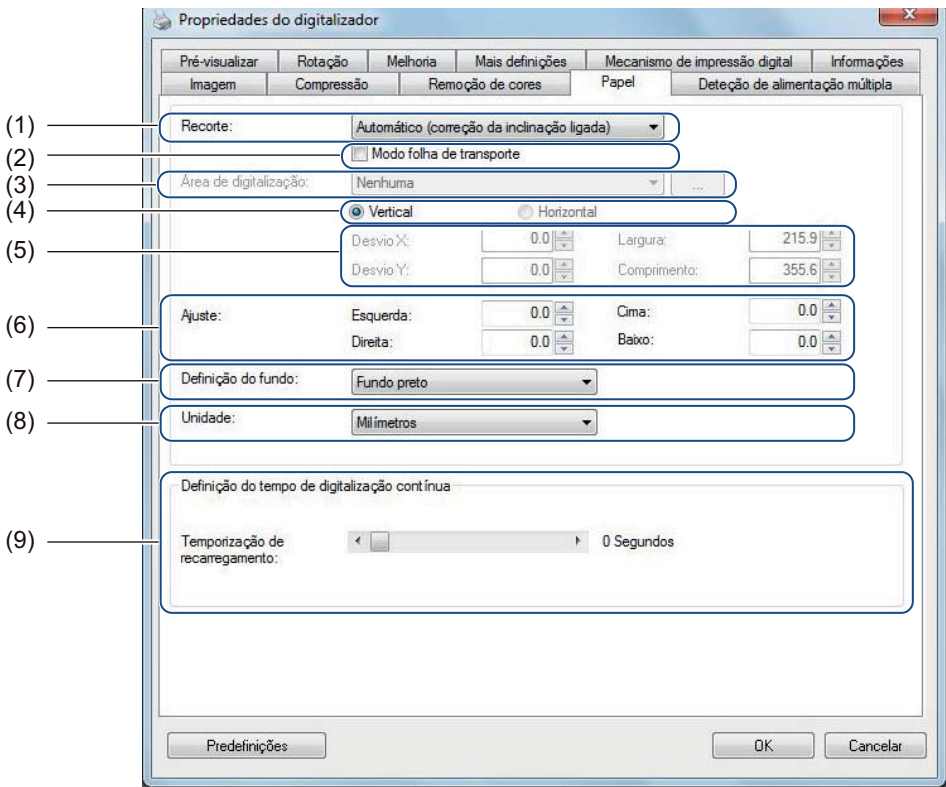 Propriedades do digitalizador
Pré-visualizar Rotação Melhoria Mais definições Mecanismo de impressão digital Informações
Imagem Compressão Remoção de cores Papel Deteção de alimentação múltipla
(1) Recorte: Automático (correção da inclinação ligada)
(2) Modo folha de transporte
(3) Área de digitalização: Nenhuma ...
(4) Vertical Horizontal
(5) Desvio X: 0.0 Largura: 215.9
Desvio Y: 0.0 Comprimento: 355.6
(6) Ajuste: Esquerda: 0.0 Cima: 0.0
Direita: 0.0 Baixo: 0.0
(7) Definição do fundo: Fundo preto
(8) Unidade: Milímetros
Definição do tempo de digitalização contínua
(9) Temporização de recarregamento: 0 Segundos
Predefinições OK Cancelar